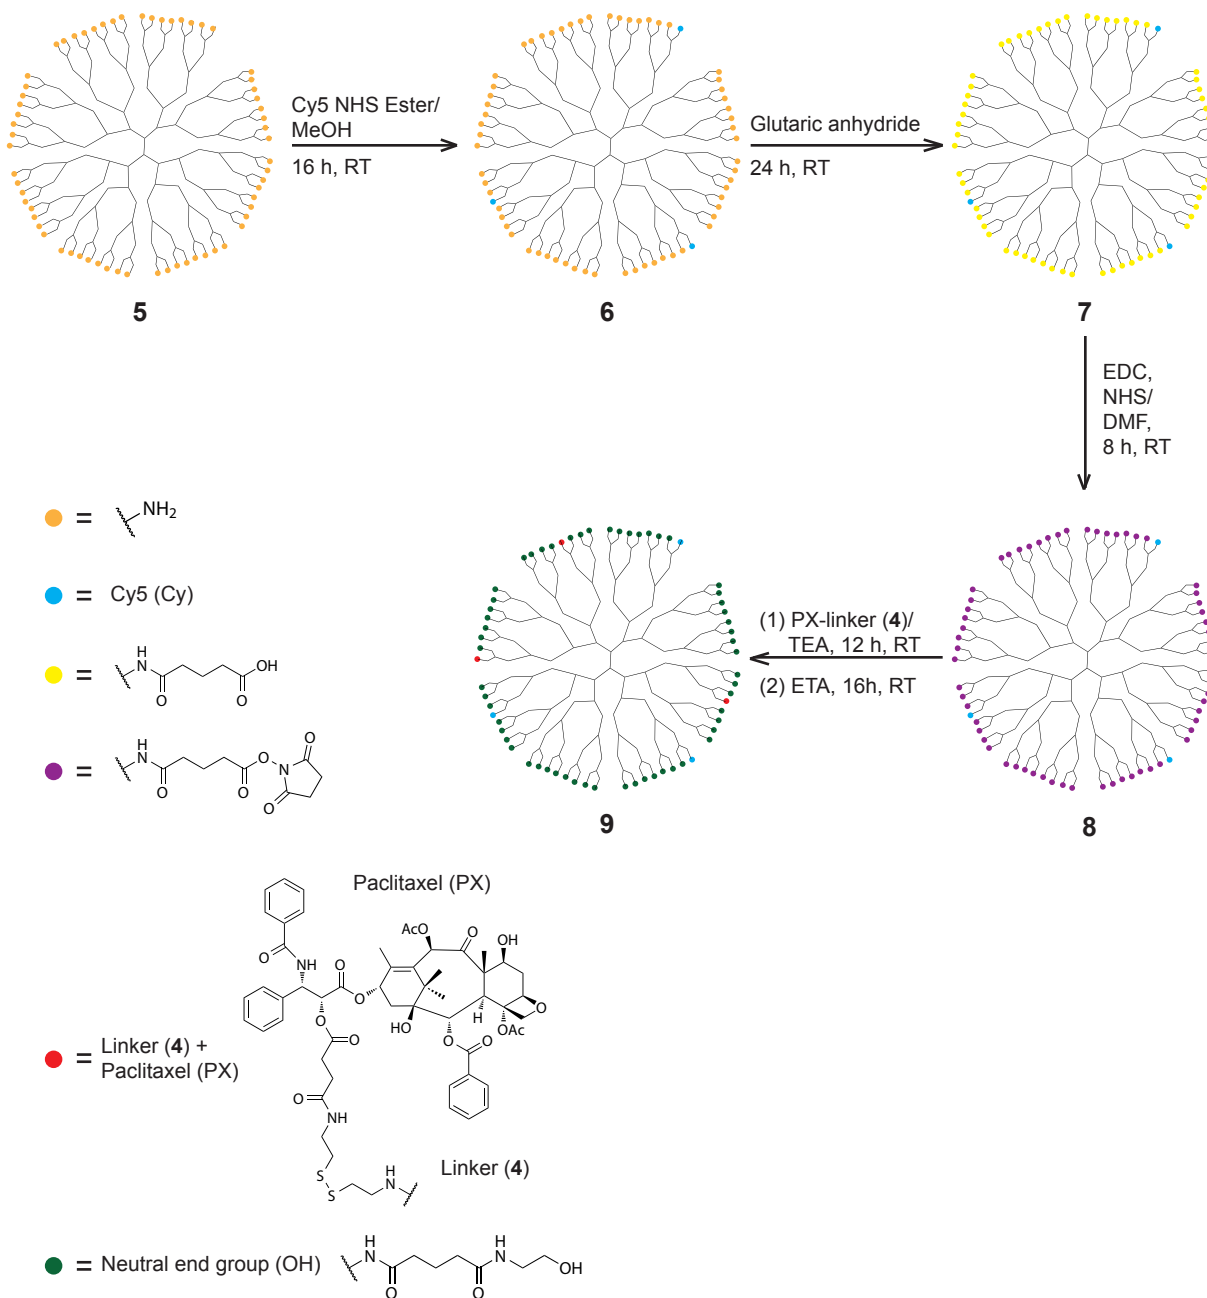 Cy5 NHS Ester/
MeOH
16 h, RT
Glutaric anhydride
24 h, RT
5
6
7
EDC,
NHS/
DMF,
8 h, RT
= NH2
= Cy5 (Cy)
= H
N
O
O
OH
= H
N
O
O
O
N
O
O
(1) PX-linker (4)/
TEA, 12 h, RT
(2) ETA, 16h, RT
9
8
Paclitaxel (PX)
O
NH
O
O
O
AcO
O
OH
HO
H
O
AcO
O
O
O
= Linker (4) +
Paclitaxel (PX)
O
O
NH
S
S
H
N
Linker (4)
= Neutral end group (OH)
H
N
O
O
H
N
OH